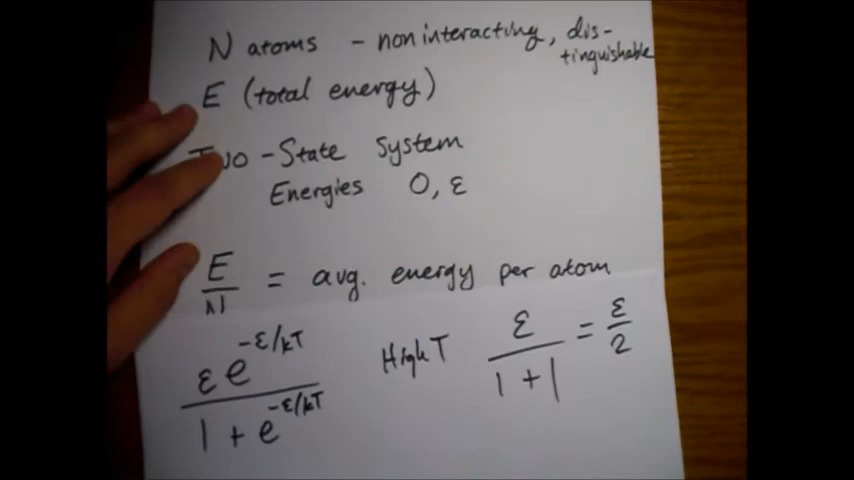 N atoms - noninteracting, dis-
tinguishable
E (total energy)
Two-State System
Energies 0, ε
E/N = avg. energy per atom
εe^(-ε/kT) / (1 + e^(-ε/kT))
High T ε/(1+1) = ε/2